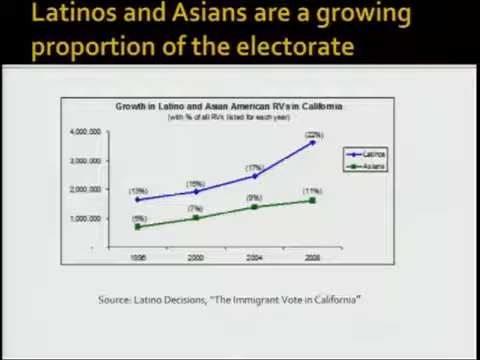 Latinos and Asians are a growing
proportion of the electorate
Growth in Latino and Asian American RVs in California
(with % of all RVs listed for each year)
4,000,000
3,000,000
2,000,000
1,000,000
-
(13%)
(15%)
(17%)
(22%)
(5%)
(7%)
(9%)
(11%)
Latinos
Asians
1996
2000
2004
2008
Source: Latino Decisions, "The Immigrant Vote in California"